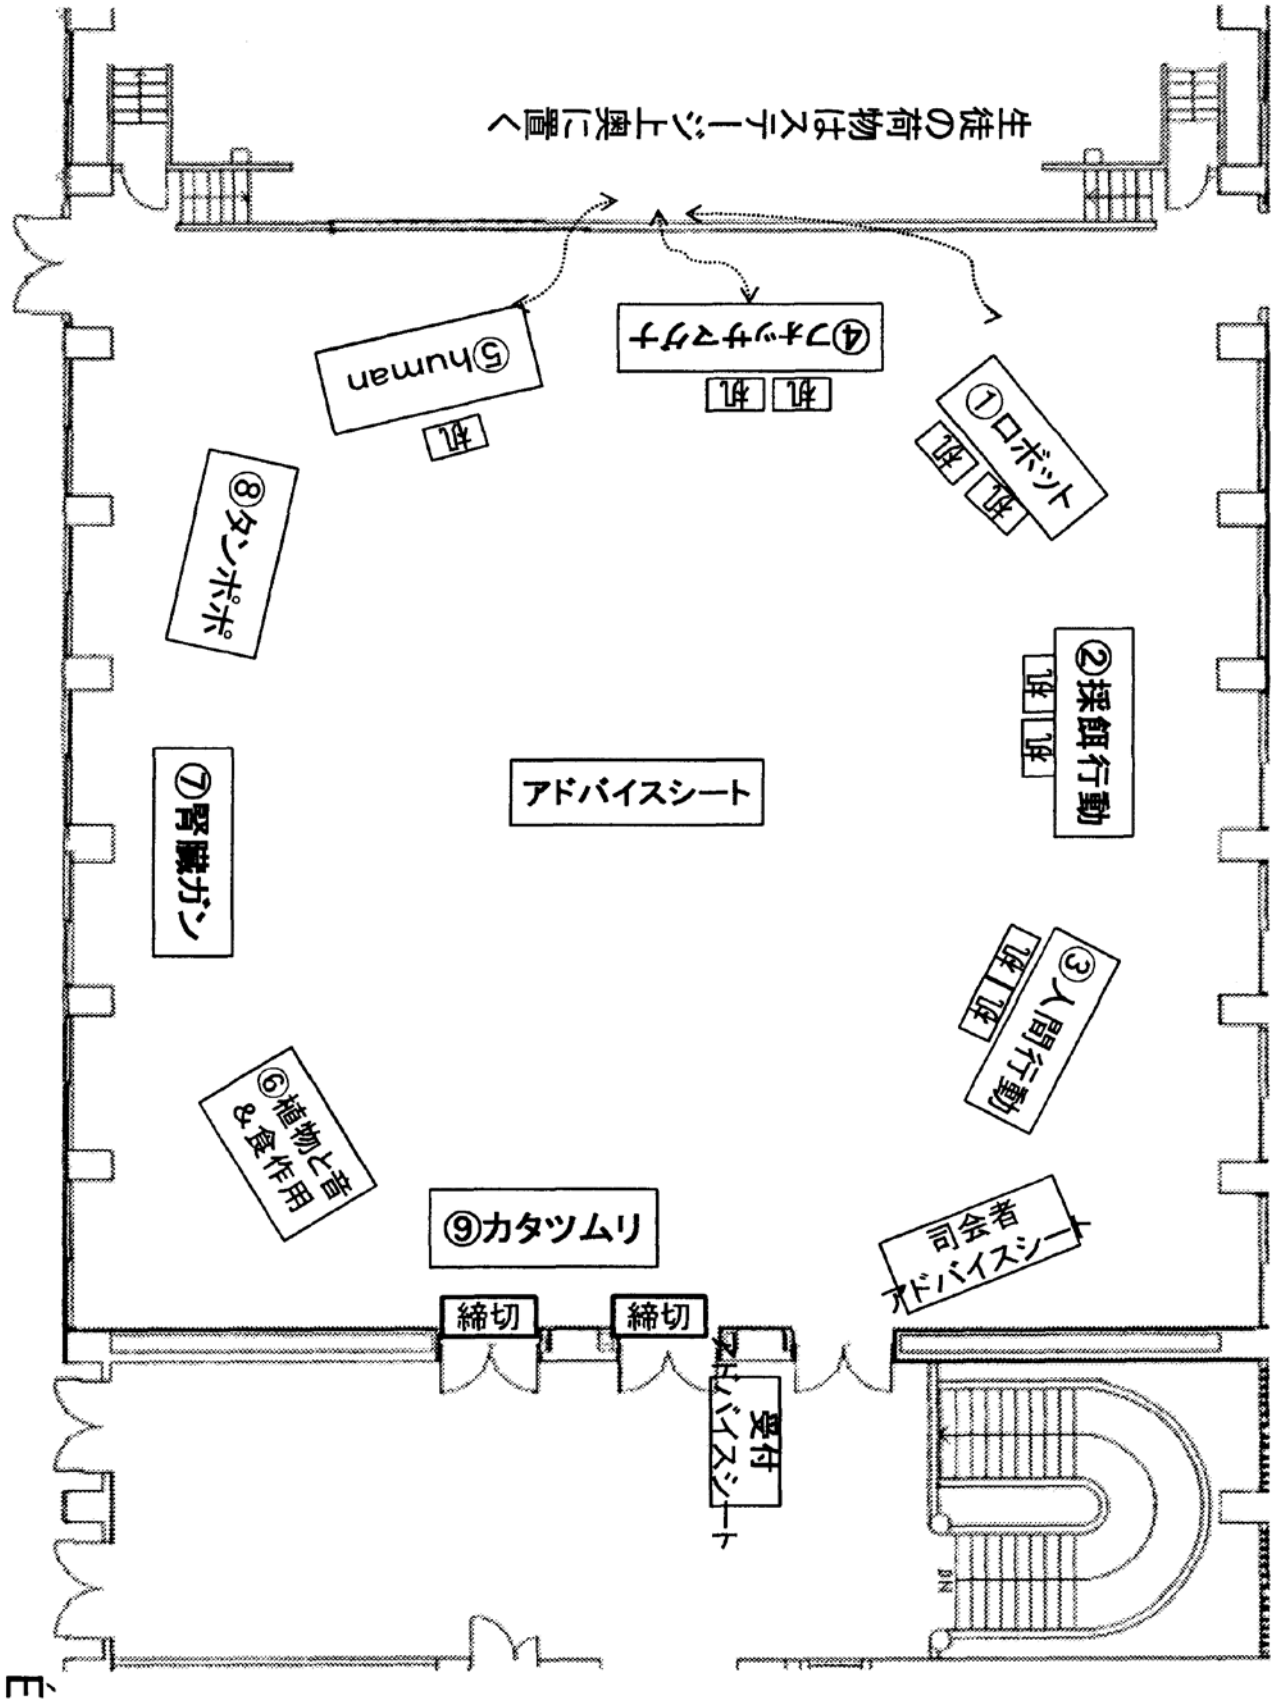 生徒の荷物はステージ上奥に置く
⑤human
机
④フォッサマグナ
机
机
①ロボット
机
机
⑧タンポポ
②採餌行動
机
机
⑦腎臓ガン
アドバイスシート
③人間行動
机
机
⑥植物と音
&食作用
⑨カタツムリ
司会者
アドバイスシート
締切
締切
受付
アドバイスシート
DN